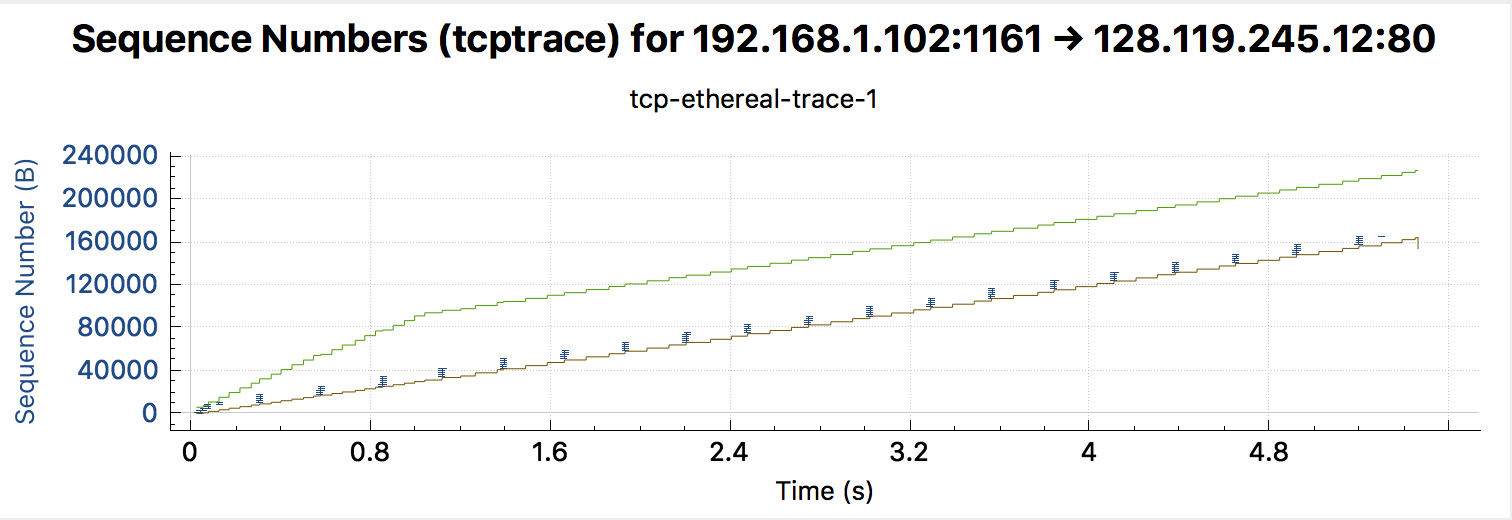 Sequence Numbers (tcptrace) for 192.168.1.102:1161 → 128.119.245.12:80
tcp-ethereal-trace-1
Sequence Number (B)
240000
200000
160000
120000
80000
40000
0
0 0.8 1.6 2.4 3.2 4 4.8
Time (s)